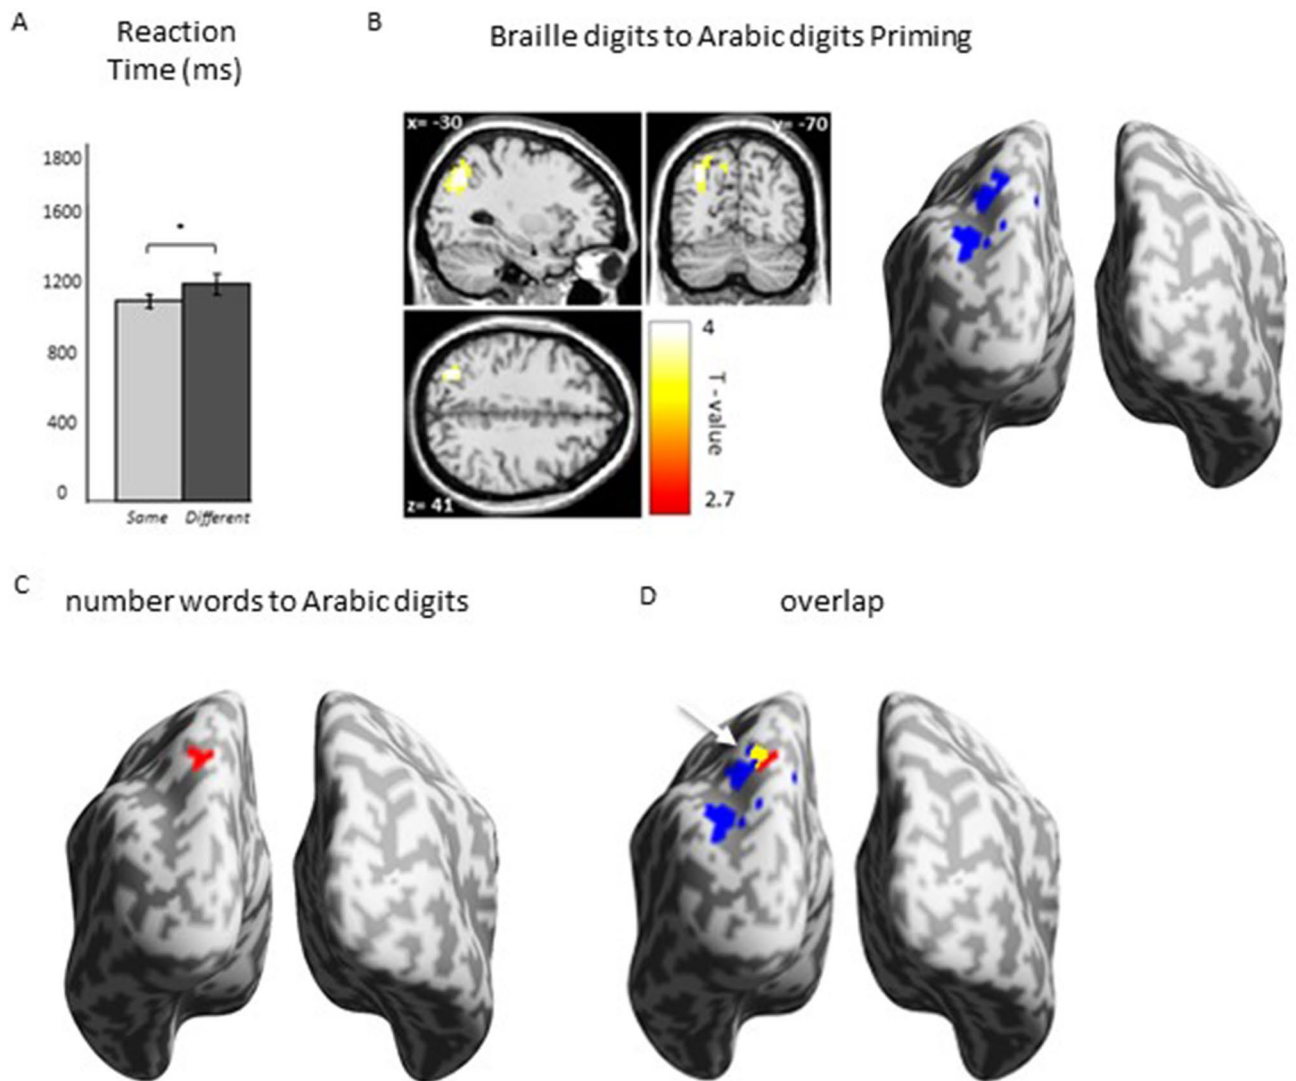 A
Reaction
Time (ms)
1800
1600
1200
800
400
0
*
Same Different
B
Braille digits to Arabic digits Priming
x= -30
y= -70
z= 41
4
T - value
2.7
C
number words to Arabic digits
D
overlap